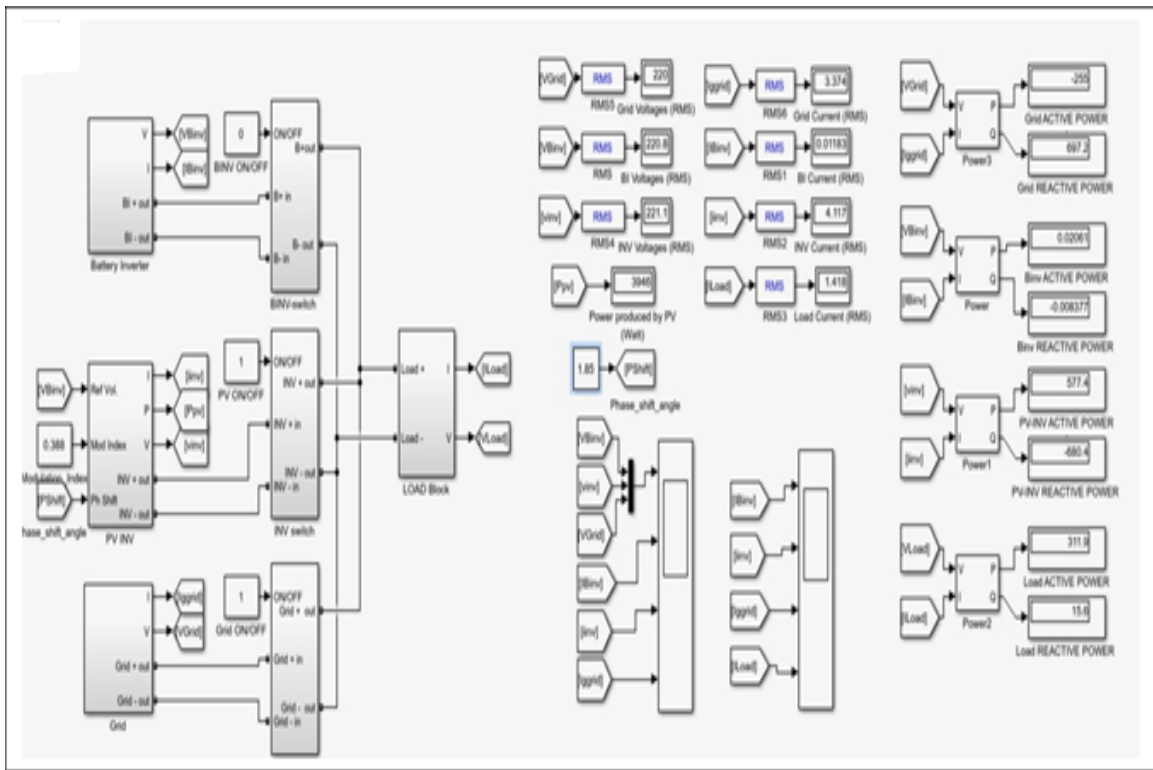 V
I
BI + out
BI - out
Battery Inverter
[VBinv]
[IBinv]
0
BINV ON/OFF
ON/OFF
B+out
B+ in
B- out
B- in
BINV-switch
[VBinv]
0.388
Modulation_Index
[PShift]
hase_shift_angle
Ref Vol.
Mod Index
Ph Shift
I
P
V
INV + out
INV - out
PV INV
[iinv]
[Ppv]
[vinv]
1
PV ON/OFF
ON/OFF
INV + out
INV + in
INV - out
INV - in
INV switch
Load +
Load -
I
V
LOAD Block
[ILoad]
[VLoad]
I
V
Grid + out
Grid - out
Grid
[Iggrid]
[VGrid]
1
Grid ON/OFF
ON/OFF
Grid + out
Grid + in
Grid - out
Grid - in
[VGrid]
RMS
RMS5
220
Grid Voltages (RMS)
[VBinv]
RMS
RMS
220.8
BI Voltages (RMS)
[vinv]
RMS
RMS4
221.1
INV Voltages (RMS)
[Ppv]
3946
Power produced by PV
(Watt)
1.85
[PShift]
Phase_shift_angle
[Iggrid]
RMS
RMS6
3.374
Grid Current (RMS)
[IBinv]
RMS
RMS1
0.01183
BI Current (RMS)
[iinv]
RMS
RMS2
4.117
INV Current (RMS)
[ILoad]
RMS
RMS3
1.418
Load Current (RMS)
[VBinv]
[vinv]
[VGrid]
[IBinv]
[iinv]
[Iggrid]
[IBinv]
[iinv]
[Iggrid]
[ILoad]
[VGrid]
[Iggrid]
V
I
P
Q
Power3
-255
Grid ACTIVE POWER
697.2
Grid REACTIVE POWER
[VBinv]
[IBinv]
V
I
P
Q
Power
0.02061
Binv ACTIVE POWER
-0.008377
Binv REACTIVE POWER
[vinv]
[iinv]
V
I
P
Q
Power1
577.4
PV-INV ACTIVE POWER
-680.4
PV-INV REACTIVE POWER
[VLoad]
[ILoad]
V
I
P
Q
Power2
311.9
Load ACTIVE POWER
15.6
Load REACTIVE POWER